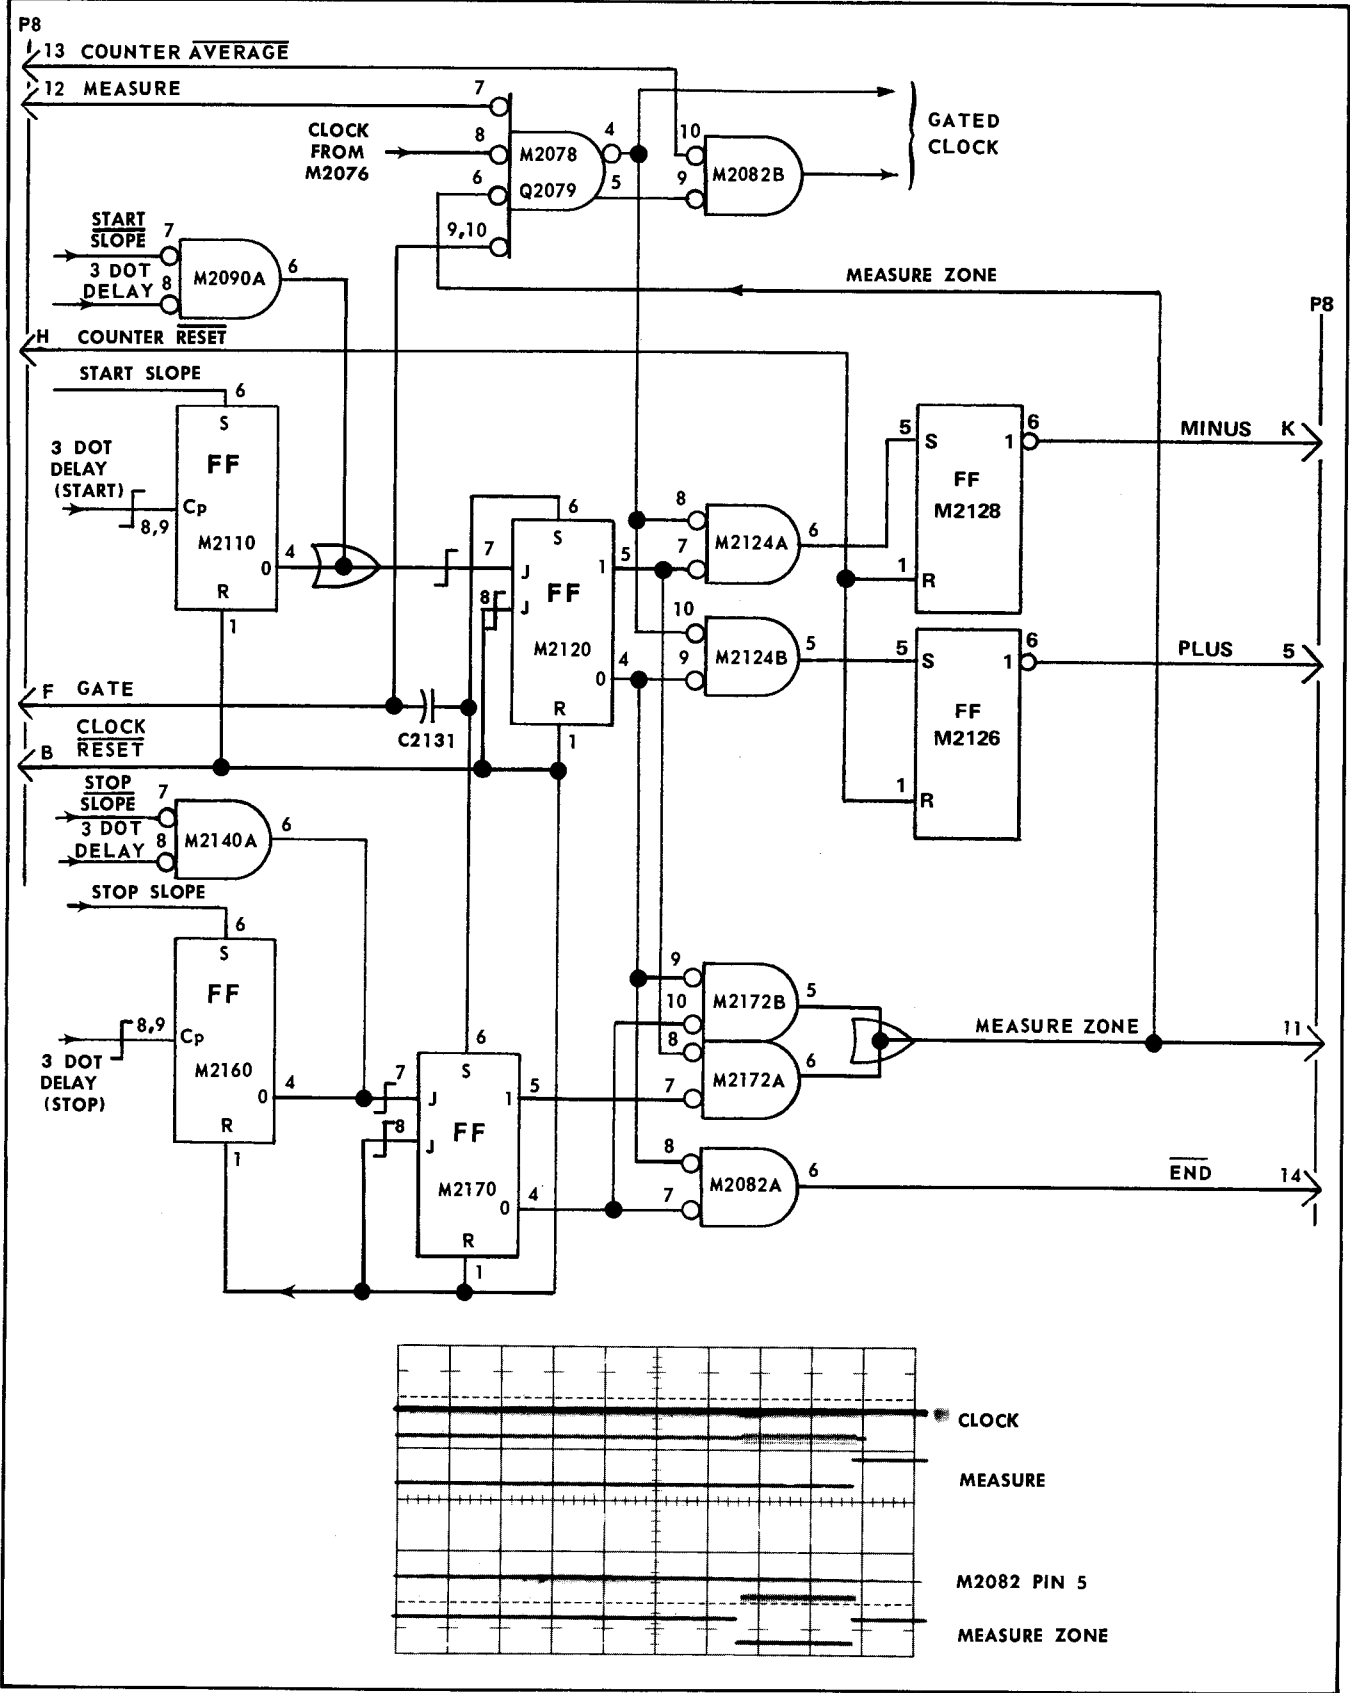 P8
13 COUNTER AVERAGE
12 MEASURE
7
CLOCK
FROM
M2076
8
6
9,10
M2078
Q2079
4
5
10
9
M2082B
GATED
CLOCK
START
SLOPE
7
3 DOT
DELAY
8
M2090A
6
MEASURE ZONE
P8
H COUNTER RESET
START SLOPE
6
S
FF
3 DOT
DELAY
(START)
8,9
Cp
M2110
0
4
R
1
7
8
6
S
J
J
FF
1
5
M2120
0
4
R
1
8
7
M2124A
6
10
9
M2124B
5
5
S
1
6
FF
M2128
1
R
MINUS K
5
S
1
6
FF
M2126
1
R
PLUS 5
F GATE
C2131
CLOCK
B RESET
STOP
SLOPE
7
3 DOT
DELAY
8
M2140A
6
STOP SLOPE
6
S
FF
8,9
Cp
3 DOT
DELAY
(STOP)
M2160
0
4
R
1
7
8
6
S
J
J
FF
1
5
M2170
0
4
R
1
9
10
M2172B
5
8
7
M2172A
6
MEASURE ZONE 11
8
7
M2082A
6
END 14
CLOCK
MEASURE
M2082 PIN 5
MEASURE ZONE